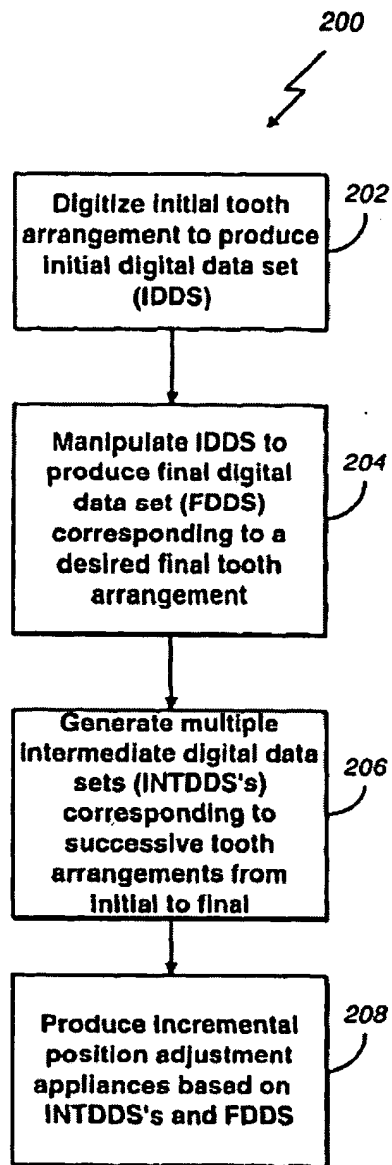 200
202
Digitize initial tooth
arrangement to produce
initial digital data set
(IDDS)
204
Manipulate IDDS to
produce final digital
data set (FDDS)
corresponding to a
desired final tooth
arrangement
206
Generate multiple
intermediate digital data
sets (INTDDS's)
corresponding to
successive tooth
arrangements from
initial to final
208
Produce incremental
position adjustment
appliances based on
INTDDS's and FDDS